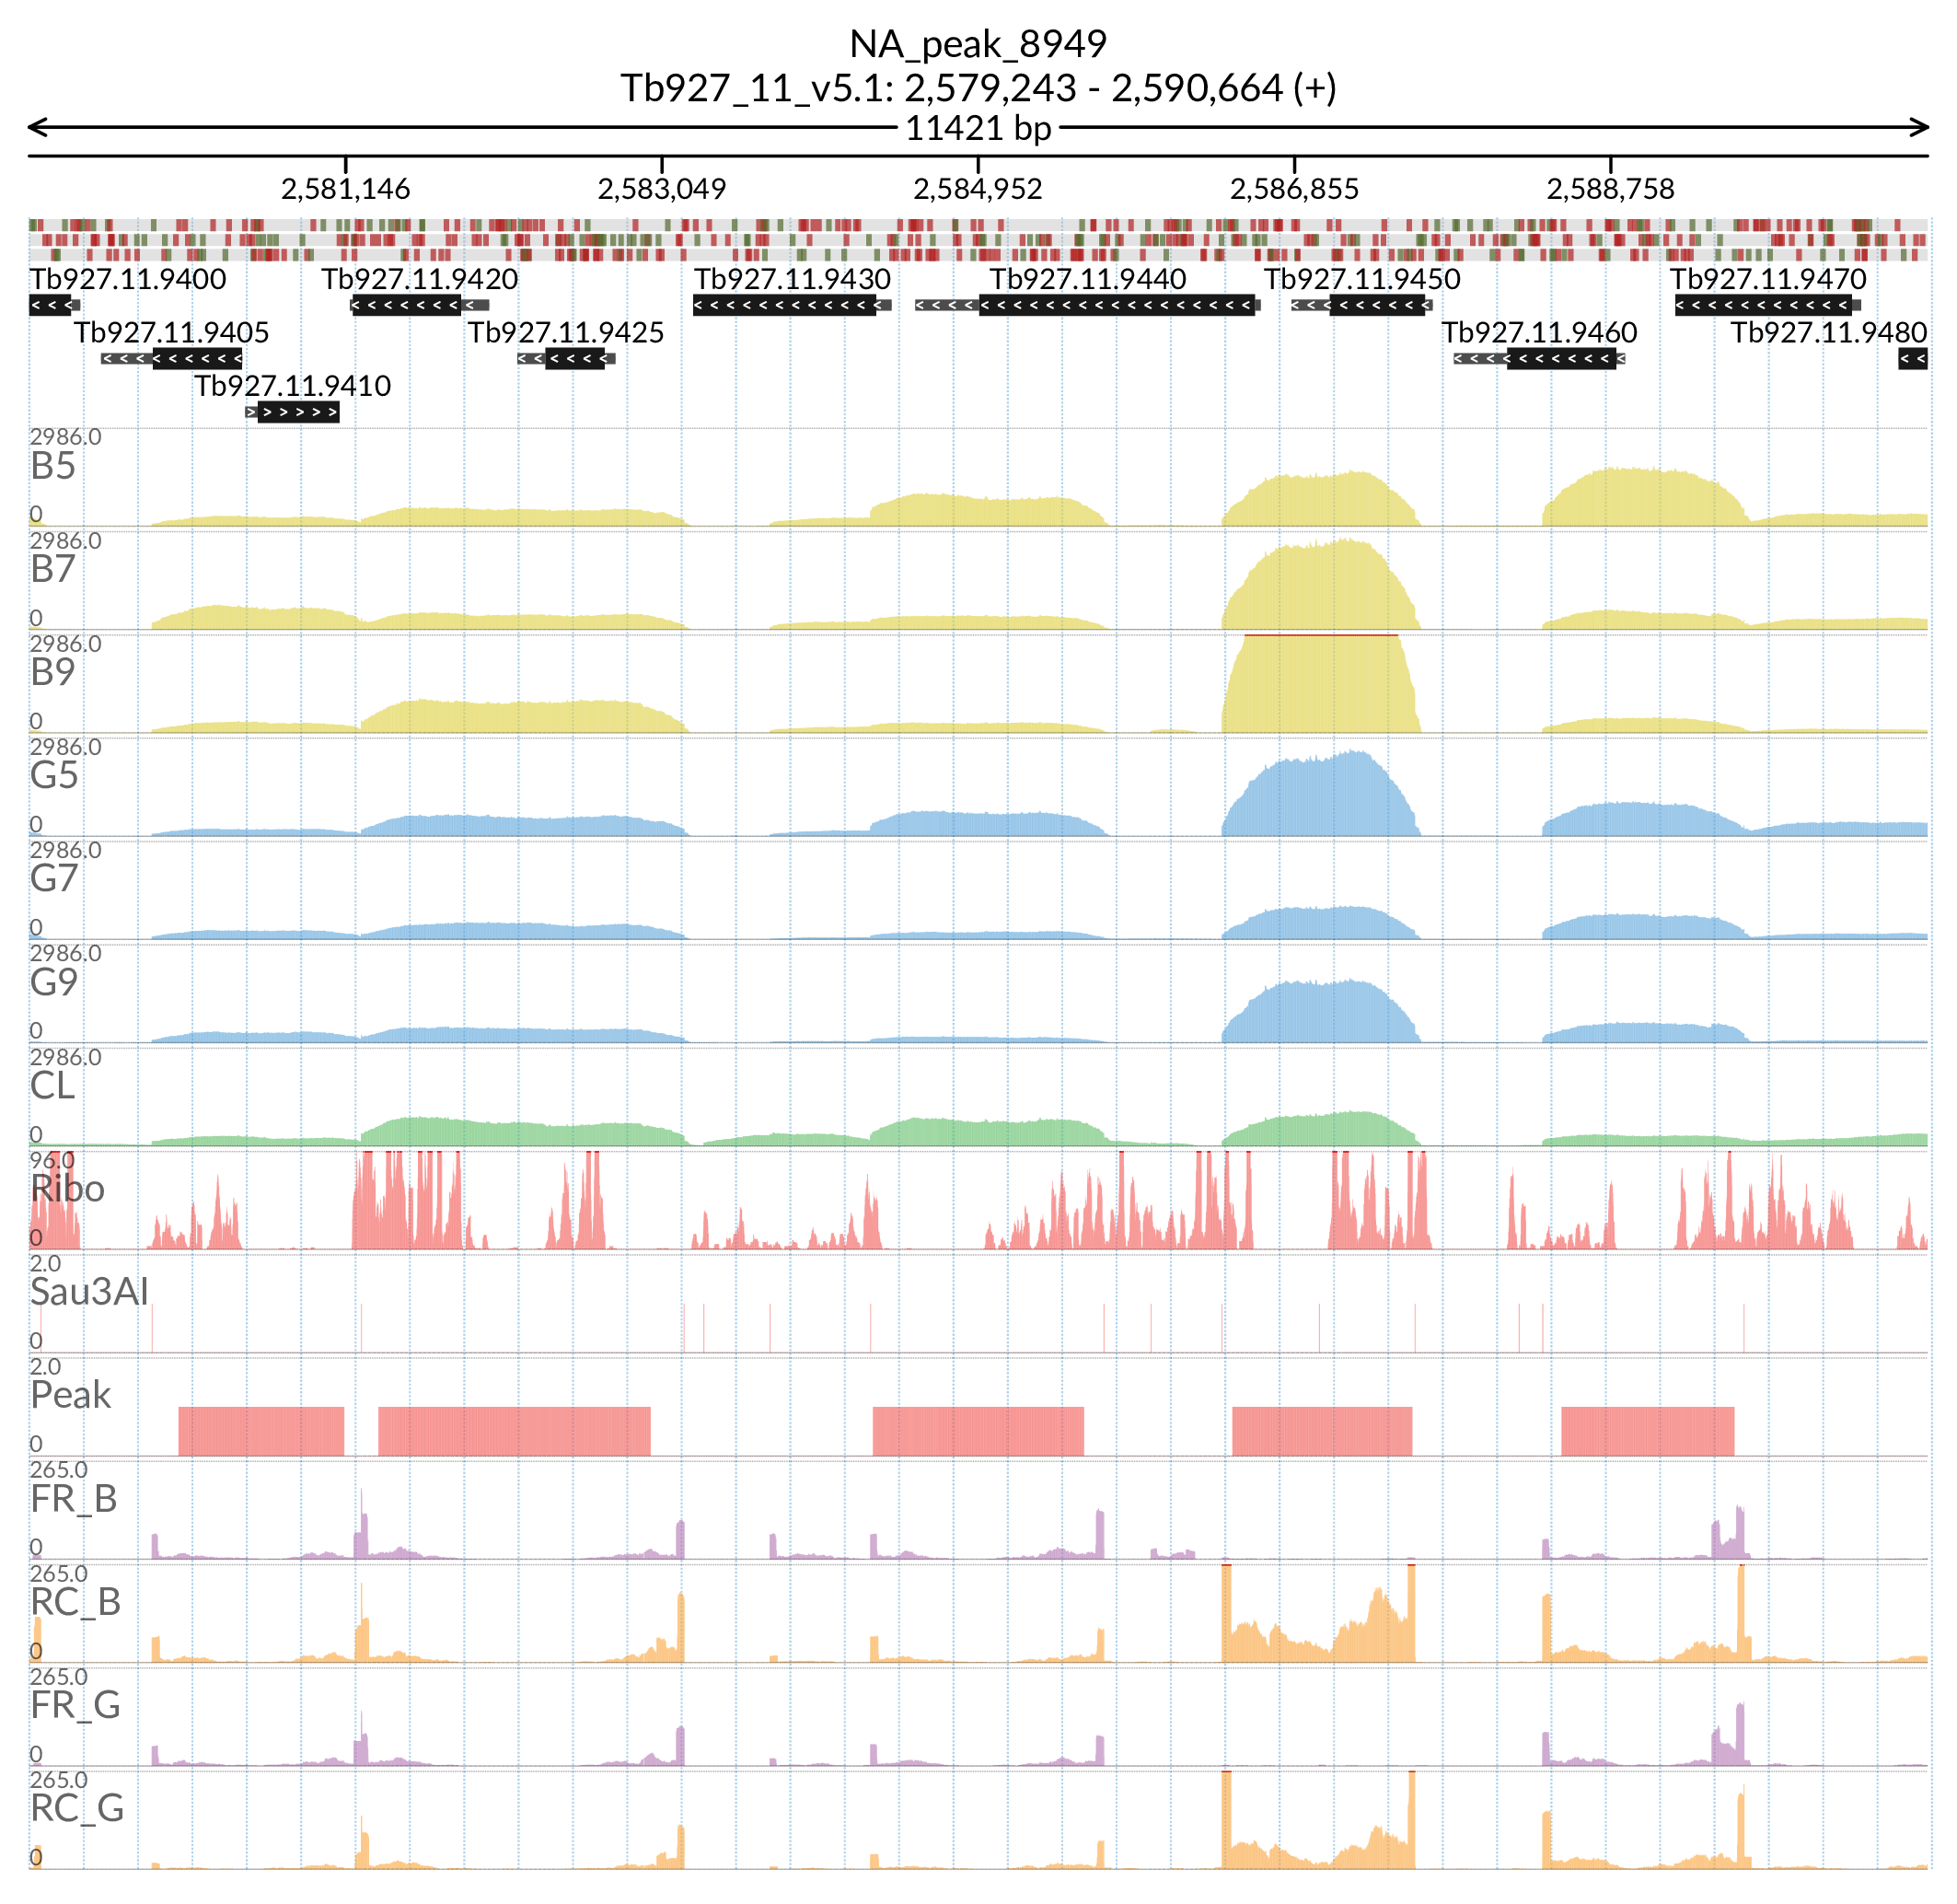 NA_peak_8949
Tb927_11_v5.1: 2,579,243 - 2,590,664 (+)
11421 bp
2,581,146 2,583,049 2,584,952 2,586,855 2,588,758
Tb927.11.9400 Tb927.11.9420 Tb927.11.9430 Tb927.11.9440 Tb927.11.9450 Tb927.11.9470
Tb927.11.9405 Tb927.11.9425 Tb927.11.9460 Tb927.11.9480
Tb927.11.9410
2986.0
B5
0
2986.0
B7
0
2986.0
B9
0
2986.0
G5
0
2986.0
G7
0
2986.0
G9
0
2986.0
CL
0
96.0
Ribo
0
2.0
Sau3AI
0
2.0
Peak
0
265.0
FR_B
0
265.0
RC_B
0
265.0
FR_G
0
265.0
RC_G
0